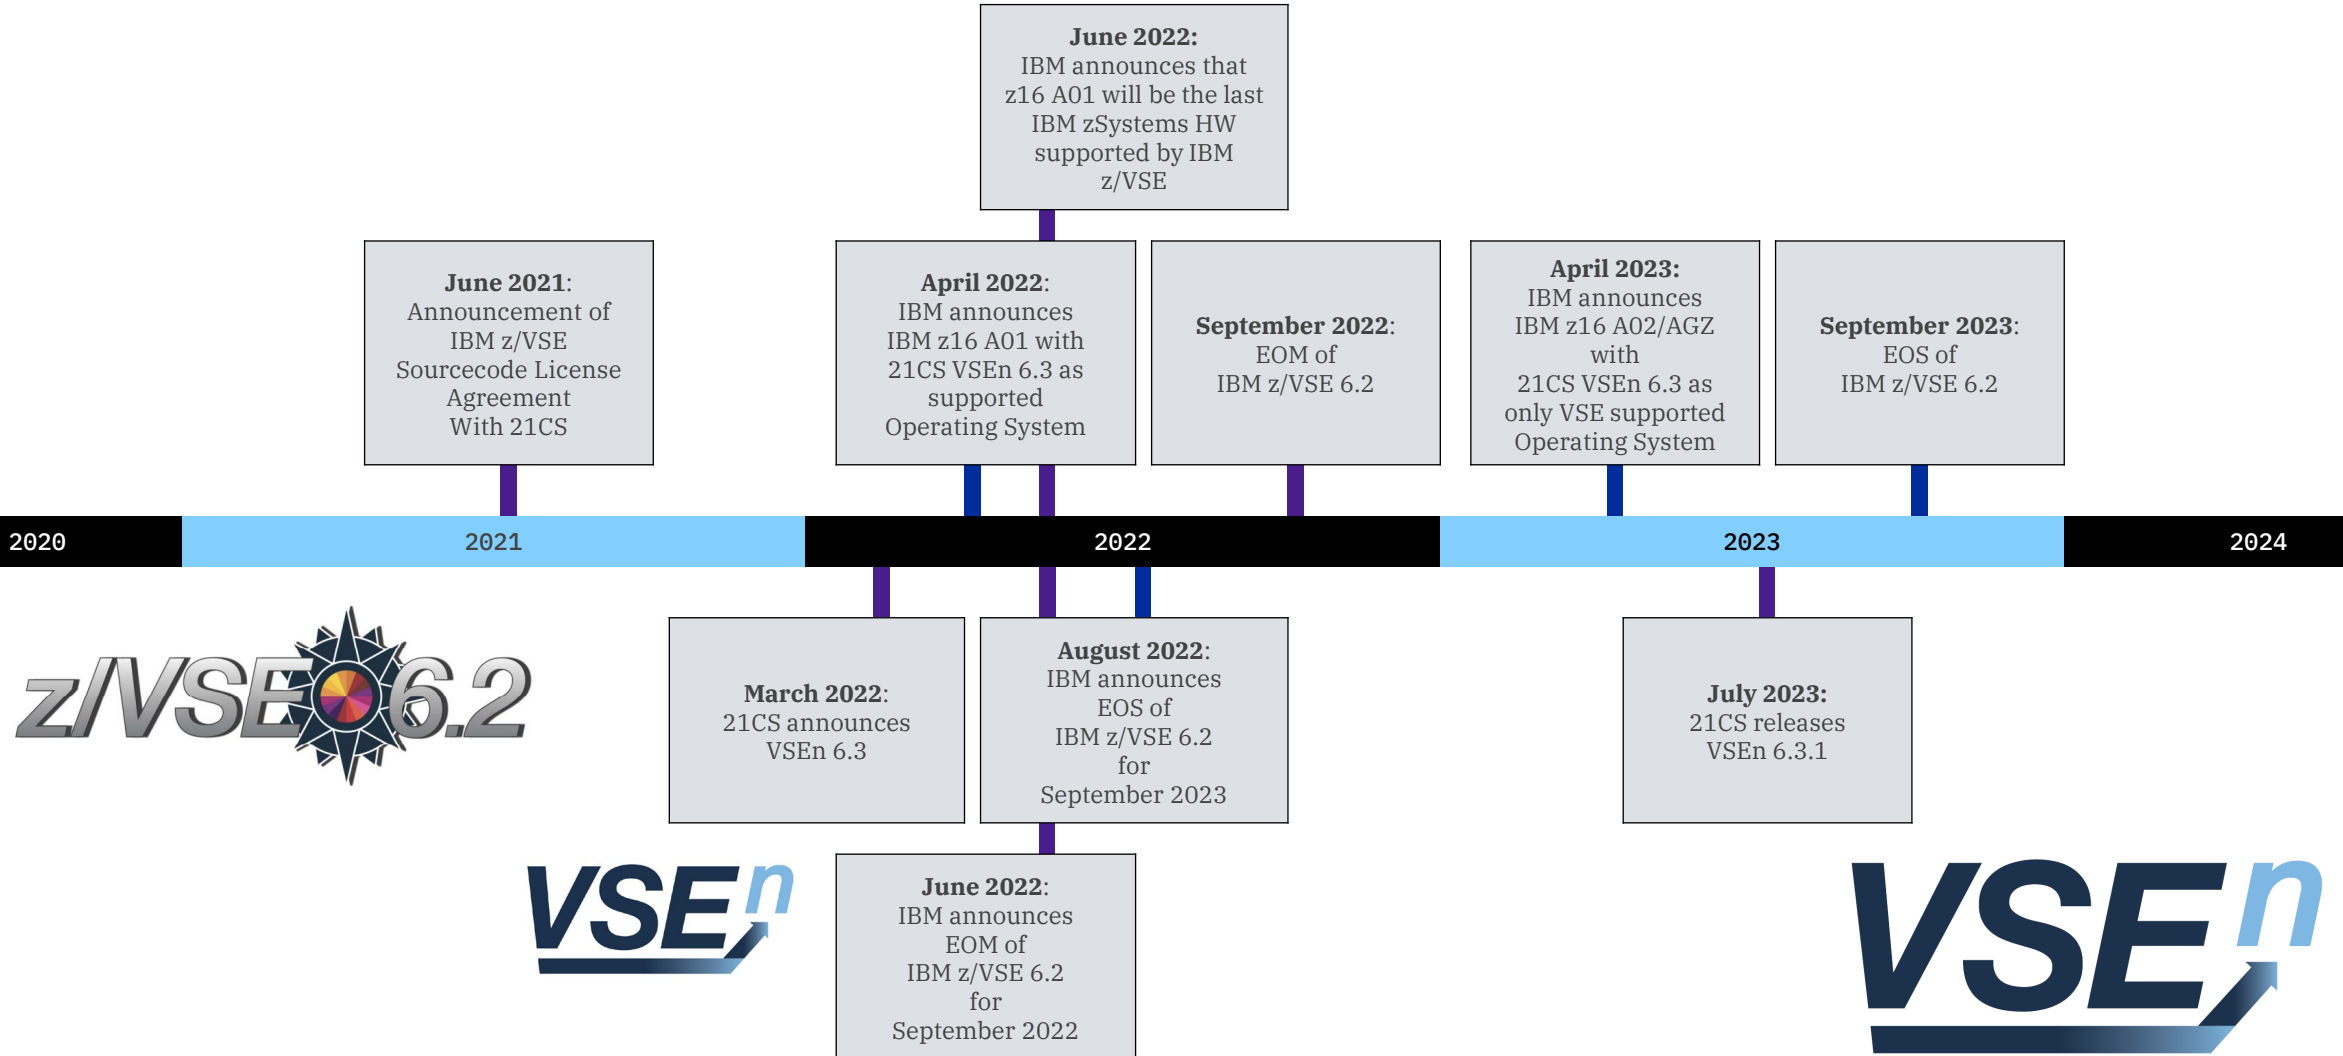 June 2022:
IBM announces that
z16 A01 will be the last
IBM zSystems HW
supported by IBM
z/VSE
June 2021:
Announcement of
IBM z/VSE
Sourcecode License
Agreement
With 21CS
April 2022:
IBM announces
IBM z16 A01 with
21CS VSEn 6.3 as
supported
Operating System
September 2022:
EOM of
IBM z/VSE 6.2
April 2023:
IBM announces
IBM z16 A02/AGZ
with
21CS VSEn 6.3 as
only VSE supported
Operating System
September 2023:
EOS of
IBM z/VSE 6.2
2020
2021
2022
2023
2024
z/VSE 6.2
March 2022:
21CS announces
VSEn 6.3
August 2022:
IBM announces
EOS of
IBM z/VSE 6.2
for
September 2023
July 2023:
21CS releases
VSEn 6.3.1
VSEn
June 2022:
IBM announces
EOM of
IBM z/VSE 6.2
for
September 2022
VSEn